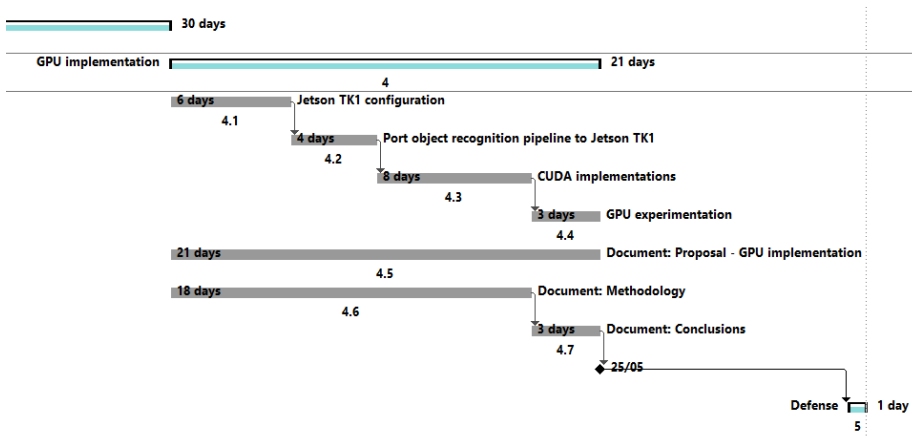 30 days
GPU implementation 21 days
4
6 days Jetson TK1 configuration
4.1
4 days Port object recognition pipeline to Jetson TK1
4.2
8 days CUDA implementations
4.3
3 days GPU experimentation
4.4
21 days Document: Proposal - GPU implementation
4.5
18 days Document: Methodology
4.6
3 days Document: Conclusions
4.7
25/05
Defense 1 day
5